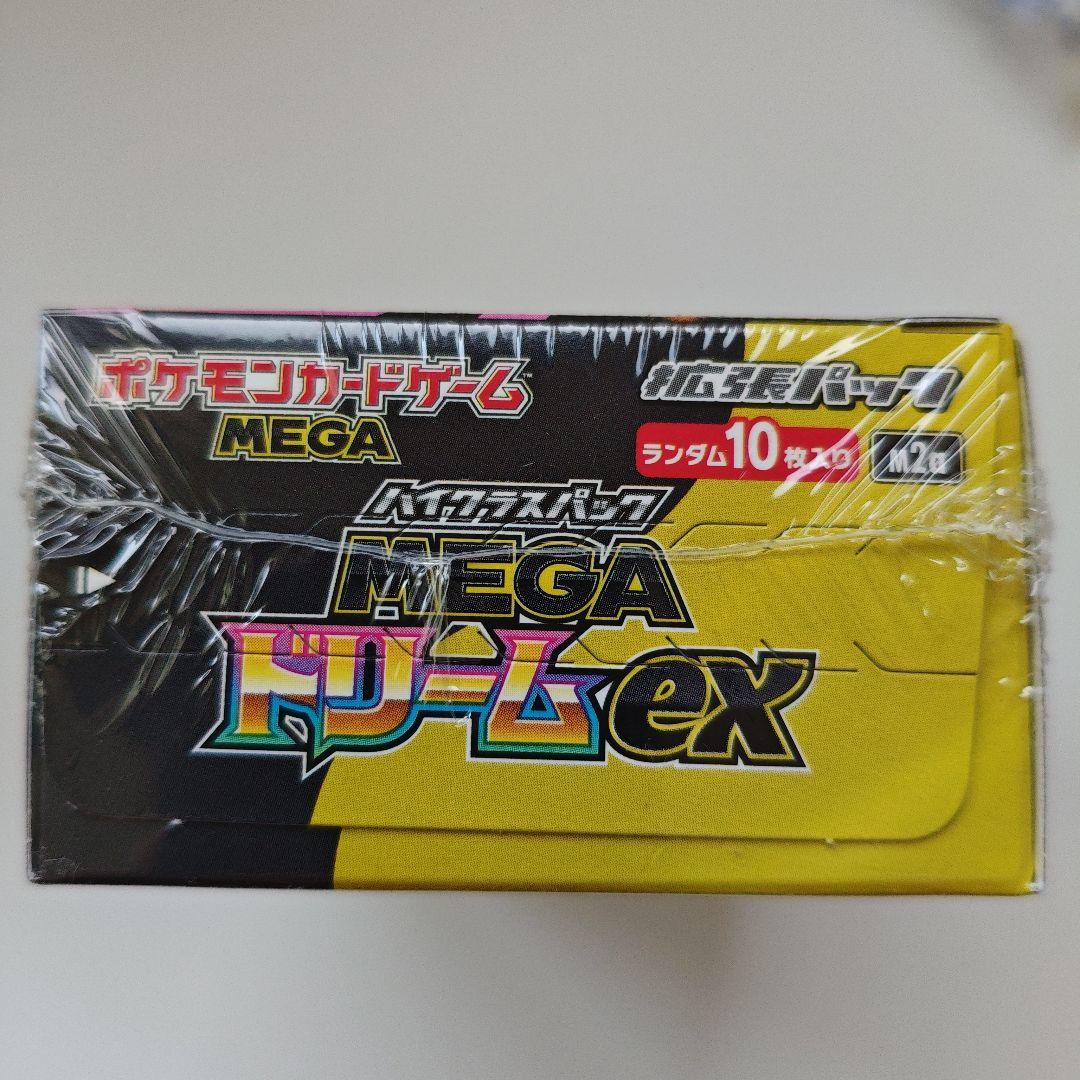 ポケモンカードゲーム™
MEGA
拡張パック
ランダム10枚入り
M2a
ハイクラスパック
MEGA
ドリームex